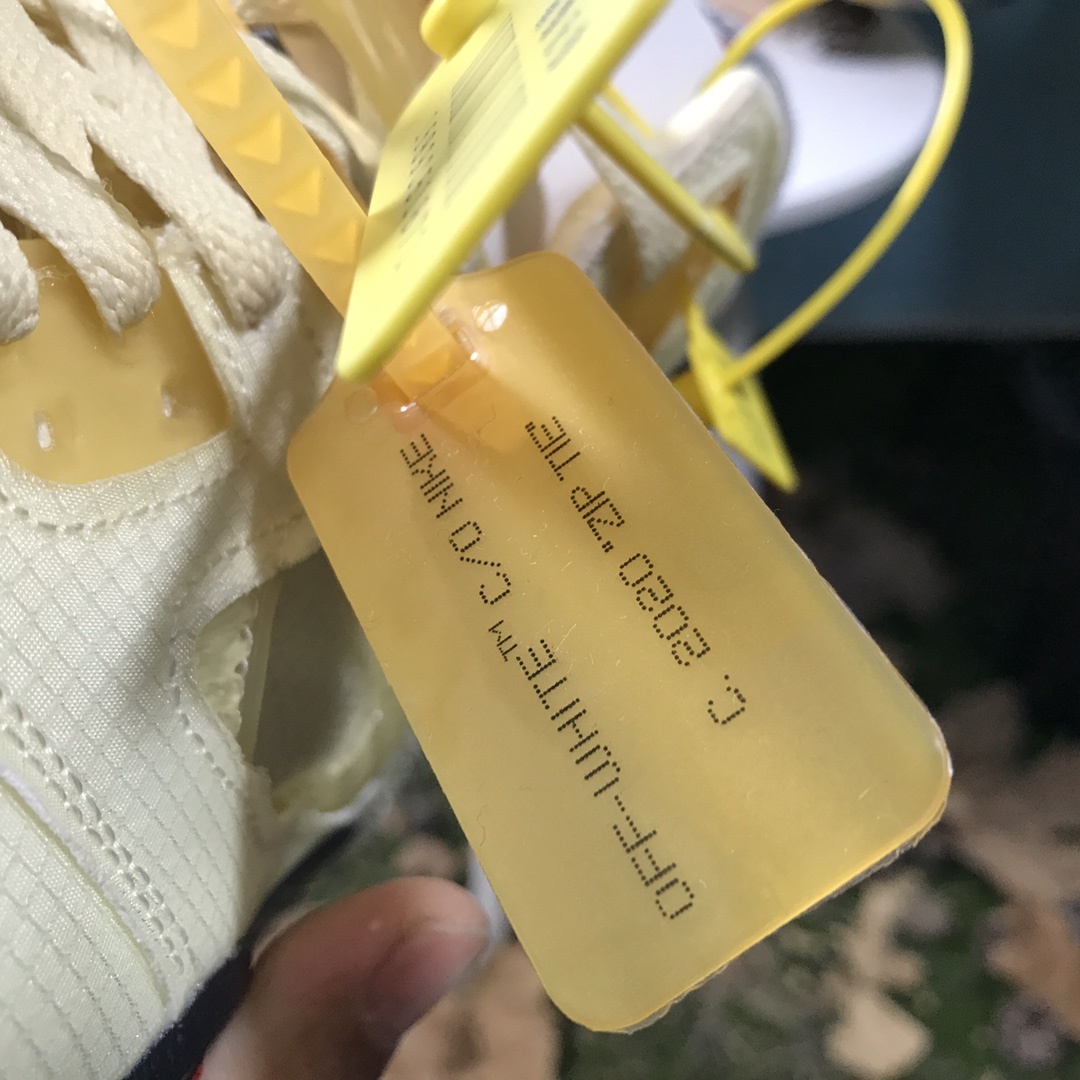 OFF-WHITE™ C/O NIKE
C. 2020 "ZIP TIE"